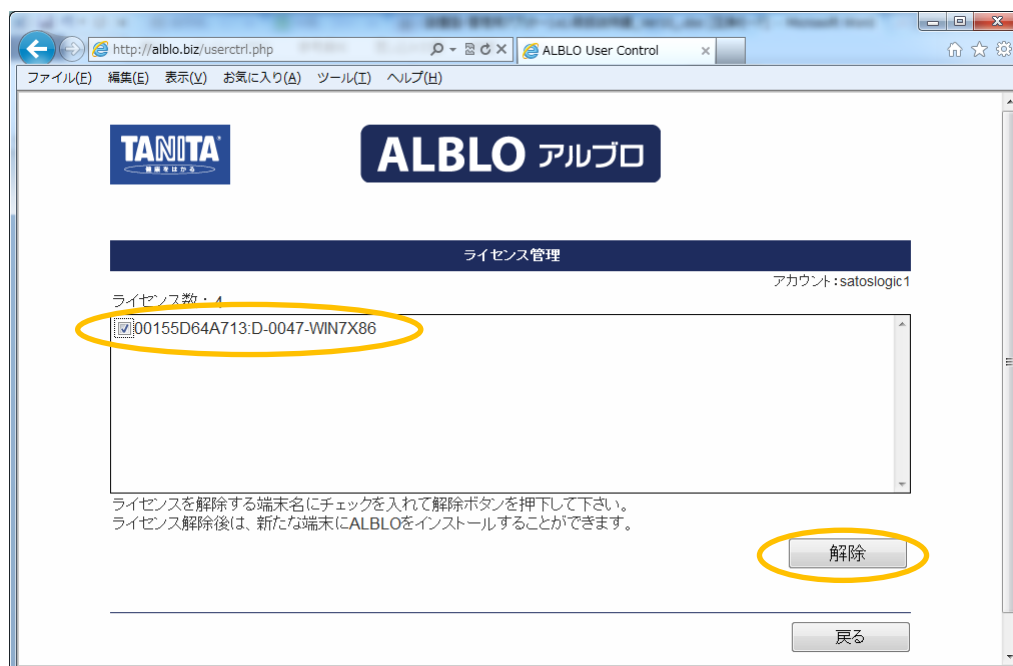 http://alblo.biz/userctrl.php
ALBLO User Control
ファイル(F) 編集(E) 表示(V) お気に入り(A) ツール(T) ヘルプ(H)
TANITA
健康をはかる
ALBLO アルブロ
ライセンス管理
アカウント:satoslogic1
ライセンス数:4
00155D64A713:D-0047-WIN7X86
ライセンスを解除する端末名にチェックを入れて解除ボタンを押下して下さい。
ライセンス解除後は、新たな端末にALBLOをインストールすることができます。
解除
戻る